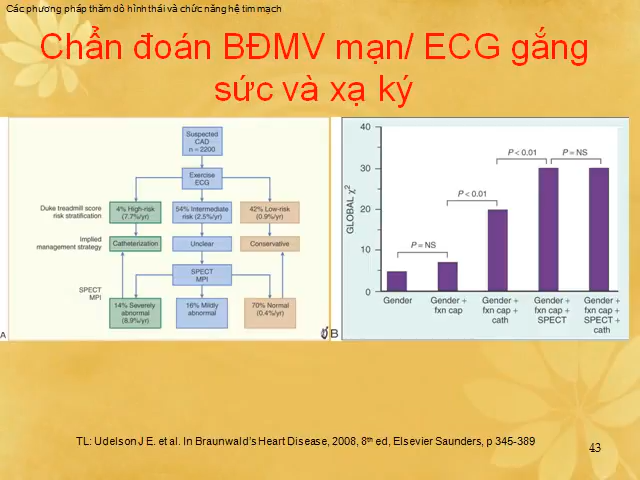 Các phương pháp thăm dò hình thái và chức năng hệ tim mạch
Chẩn đoán BĐMV mạn/ ECG gắng
sức và xạ ký
Suspected
CAD
n = 2200
Exercise
ECG
Duke treadmill score
risk stratification
4% High-risk
(7.7%/yr)
54% Intermediate
risk (2.5%/yr)
42% Low-risk
(0.9%/yr)
Implied
management strategy
Catheterization
Unclear
Conservative
SPECT
MPI
SPECT
MPI
14% Severely
abnormal
(8.9%/yr)
16% Mildly
abnormal
70% Normal
(0.4%/yr)
A
GLOBAL χ2
40
30
20
10
0
P = NS
P < 0.01
P < 0.01
P = NS
Gender
Gender +
fxn cap
Gender +
fxn cap +
cath
Gender +
fxn cap +
SPECT
Gender +
fxn cap +
SPECT +
cath
B
TL: Udelson J E. et al. In Braunwald's Heart Disease, 2008, 8th ed, Elsevier Saunders, p 345-389
43